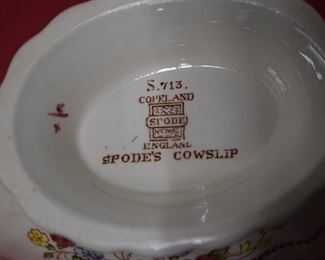 S.713.
COPELAND
SPODE
ENGLAND
SPODE'S COWSLIP